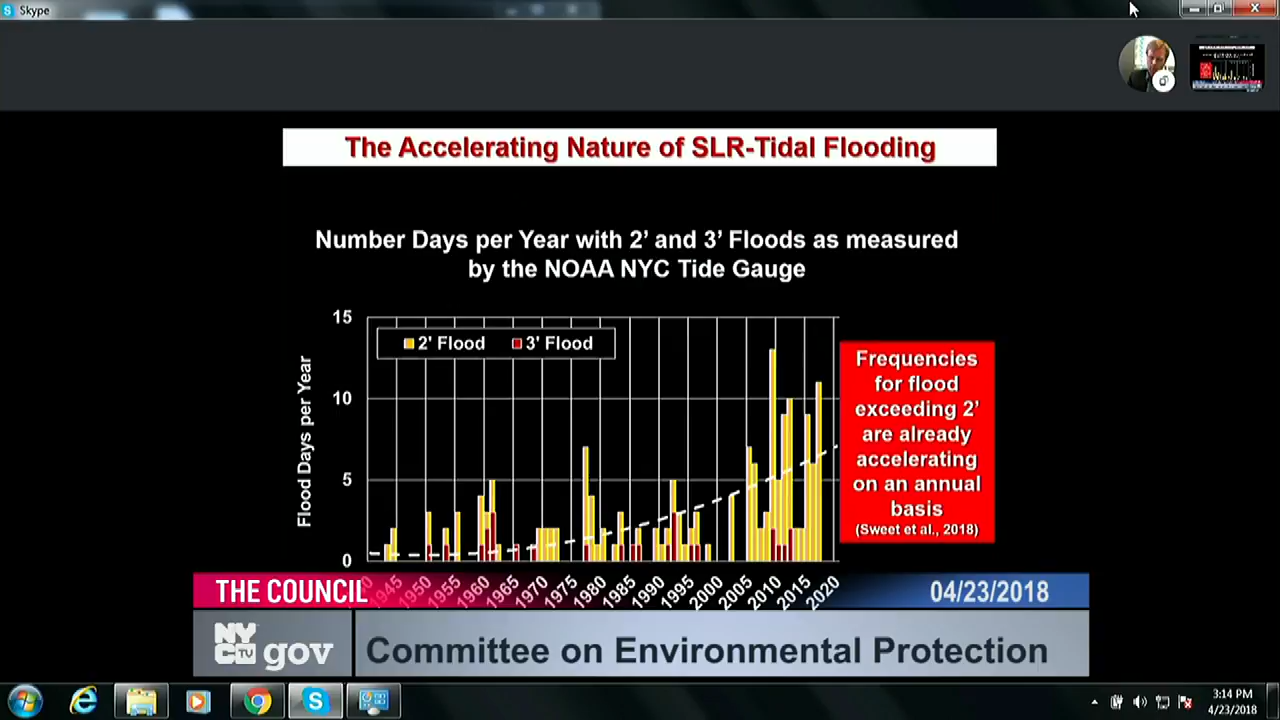 Skype
The Accelerating Nature of SLR-Tidal Flooding
Number Days per Year with 2' and 3' Floods as measured
by the NOAA NYC Tide Gauge
15
10
5
0
Flood Days per Year
2' Flood
3' Flood
1945
1950
1955
1960
1965
1970
1975
1980
1985
1990
1995
2000
2005
2010
2015
2020
Frequencies
for flood
exceeding 2'
are already
accelerating
on an annual
basis
(Sweet et al., 2018)
THE COUNCIL
04/23/2018
NYC TV gov
Committee on Environmental Protection
3:14 PM
4/23/2018